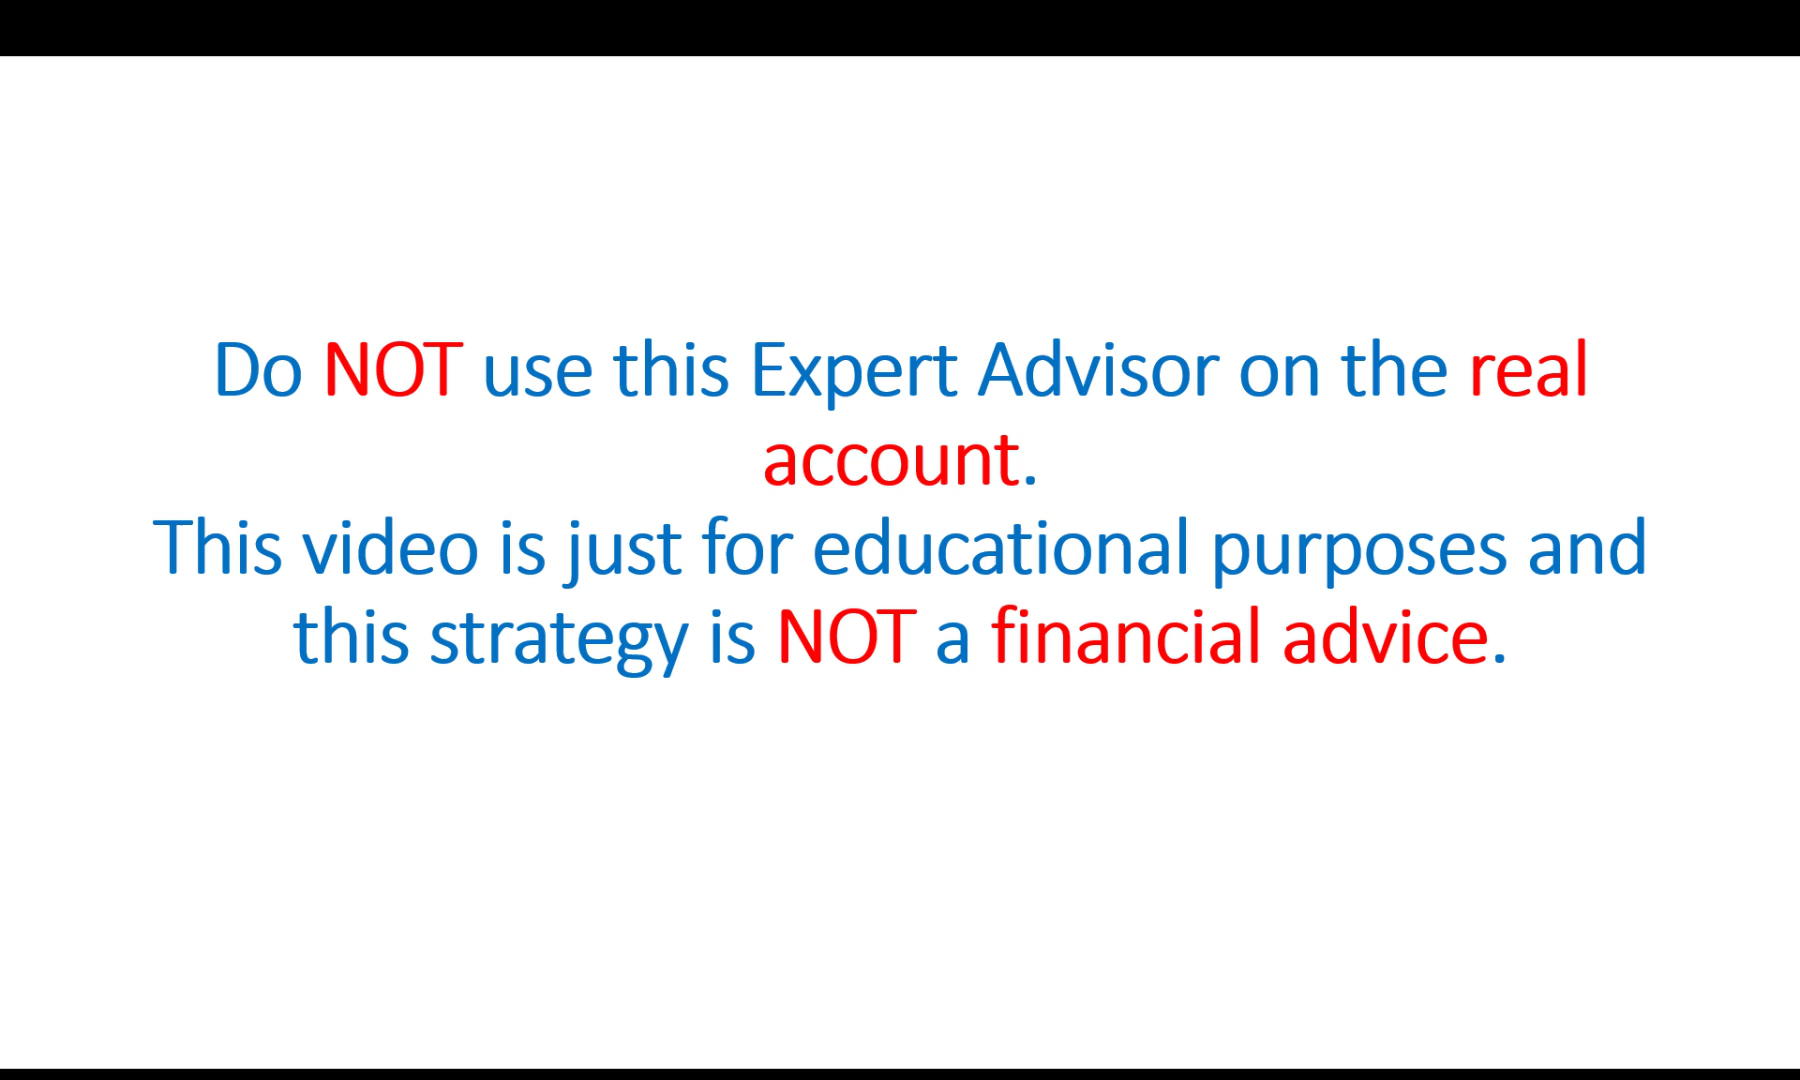 Do NOT use this Expert Advisor on the real
account.
This video is just for educational purposes and
this strategy is NOT a financial advice.